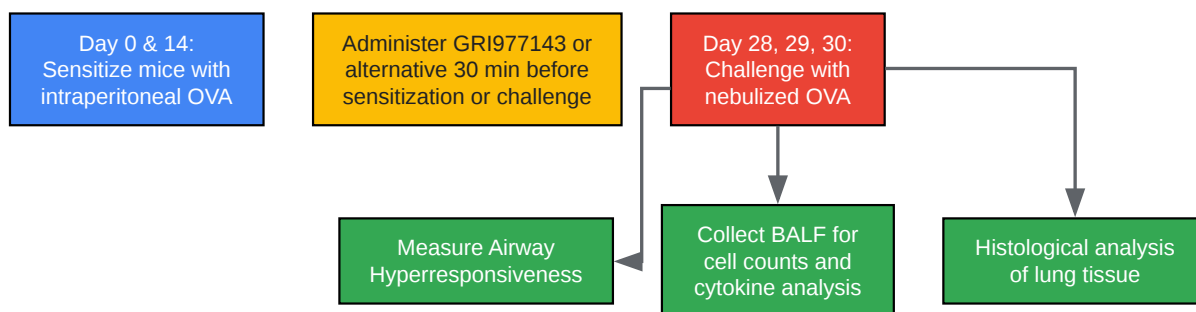 Day 0 & 14:
Sensitize mice with
intraperitoneal OVA
Administer GRI977143 or
alternative 30 min before
sensitization or challenge
Day 28, 29, 30:
Challenge with
nebulized OVA
Measure Airway
Hyperresponsiveness
Collect BALF for
cell counts and
cytokine analysis
Histological analysis
of lung tissue